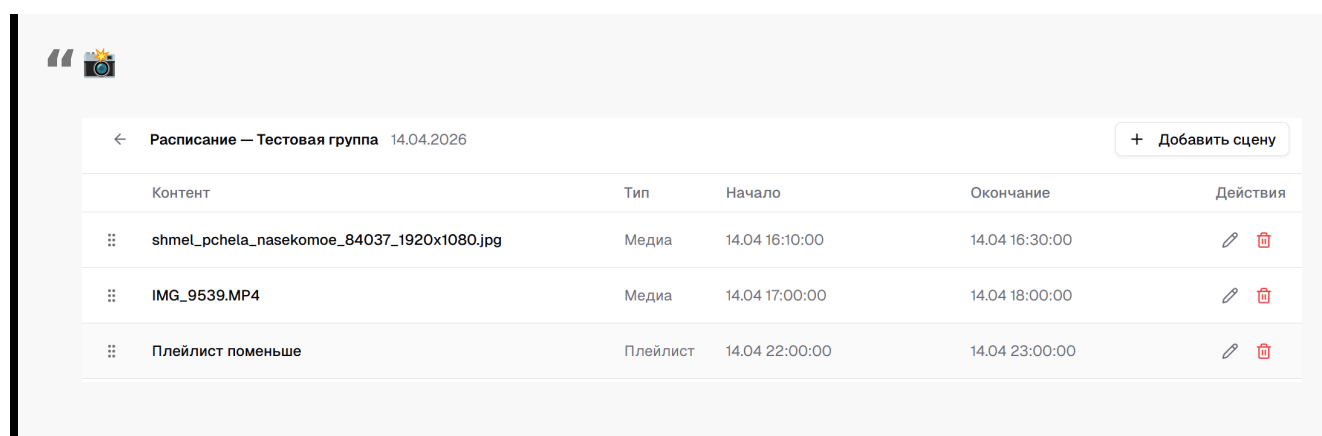 “ 📸
← Расписание — Тестовая группа 14.04.2026 + Добавить сцену
Контент Тип Начало Окончание Действия
shmel_pchela_nasekomoe_84037_1920x1080.jpg Медиа 14.04 16:10:00 14.04 16:30:00
IMG_9539.MP4 Медиа 14.04 17:00:00 14.04 18:00:00
Плейлист поменьше Плейлист 14.04 22:00:00 14.04 23:00:00